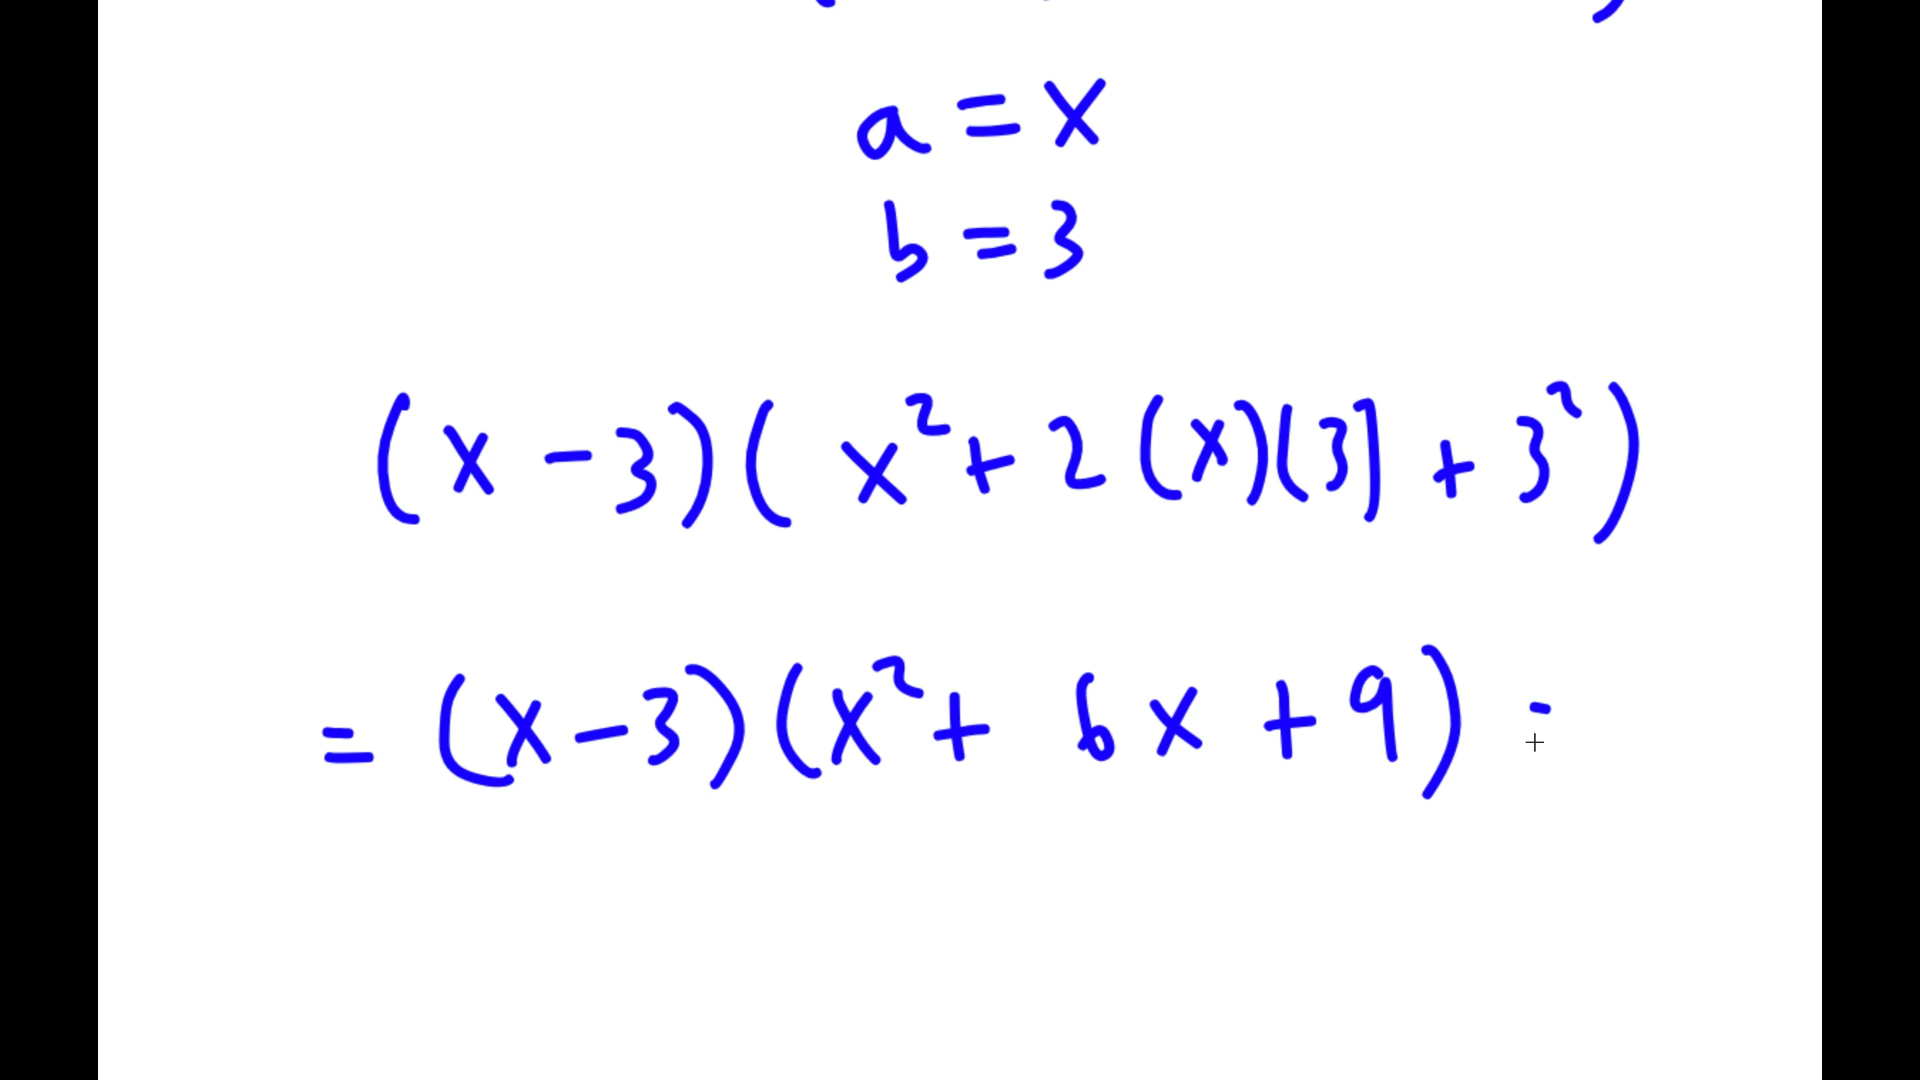 a = x
b = 3
(x - 3)(x² + 2(x)(3] + 3²)
= (x - 3)(x² + 6x + 9) -